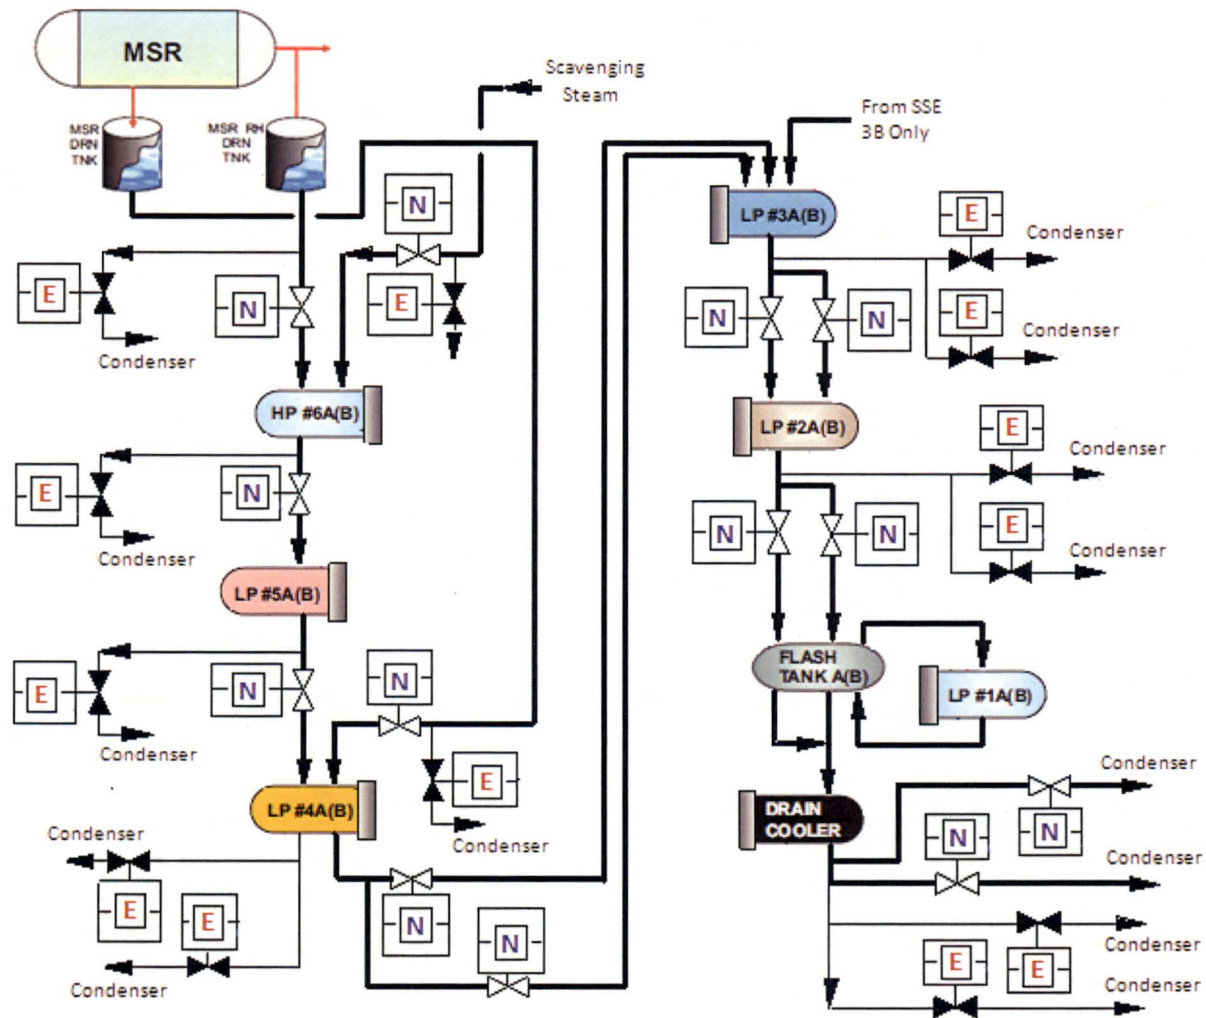 MSR
Scavenging
Steam
MSR
DRN
TNK
MSR RH
DRN
TNK
From SSE
3B Only
N
LP #3A(B)
E
Condenser
E
N
E
N
N
E
Condenser
Condenser
HP #6A(B)
LP #2A(B)
E
Condenser
E
N
Condenser
N
N
E
Condenser
LP #5A(B)
E
N
N
FLASH
TANK A(B)
LP #1A(B)
Condenser
E
LP #4A(B)
Condenser
DRAIN
COOLER
N
N
Condenser
Condenser
Condenser
E
E
N
N
E
E
Condenser
Condenser
Condenser